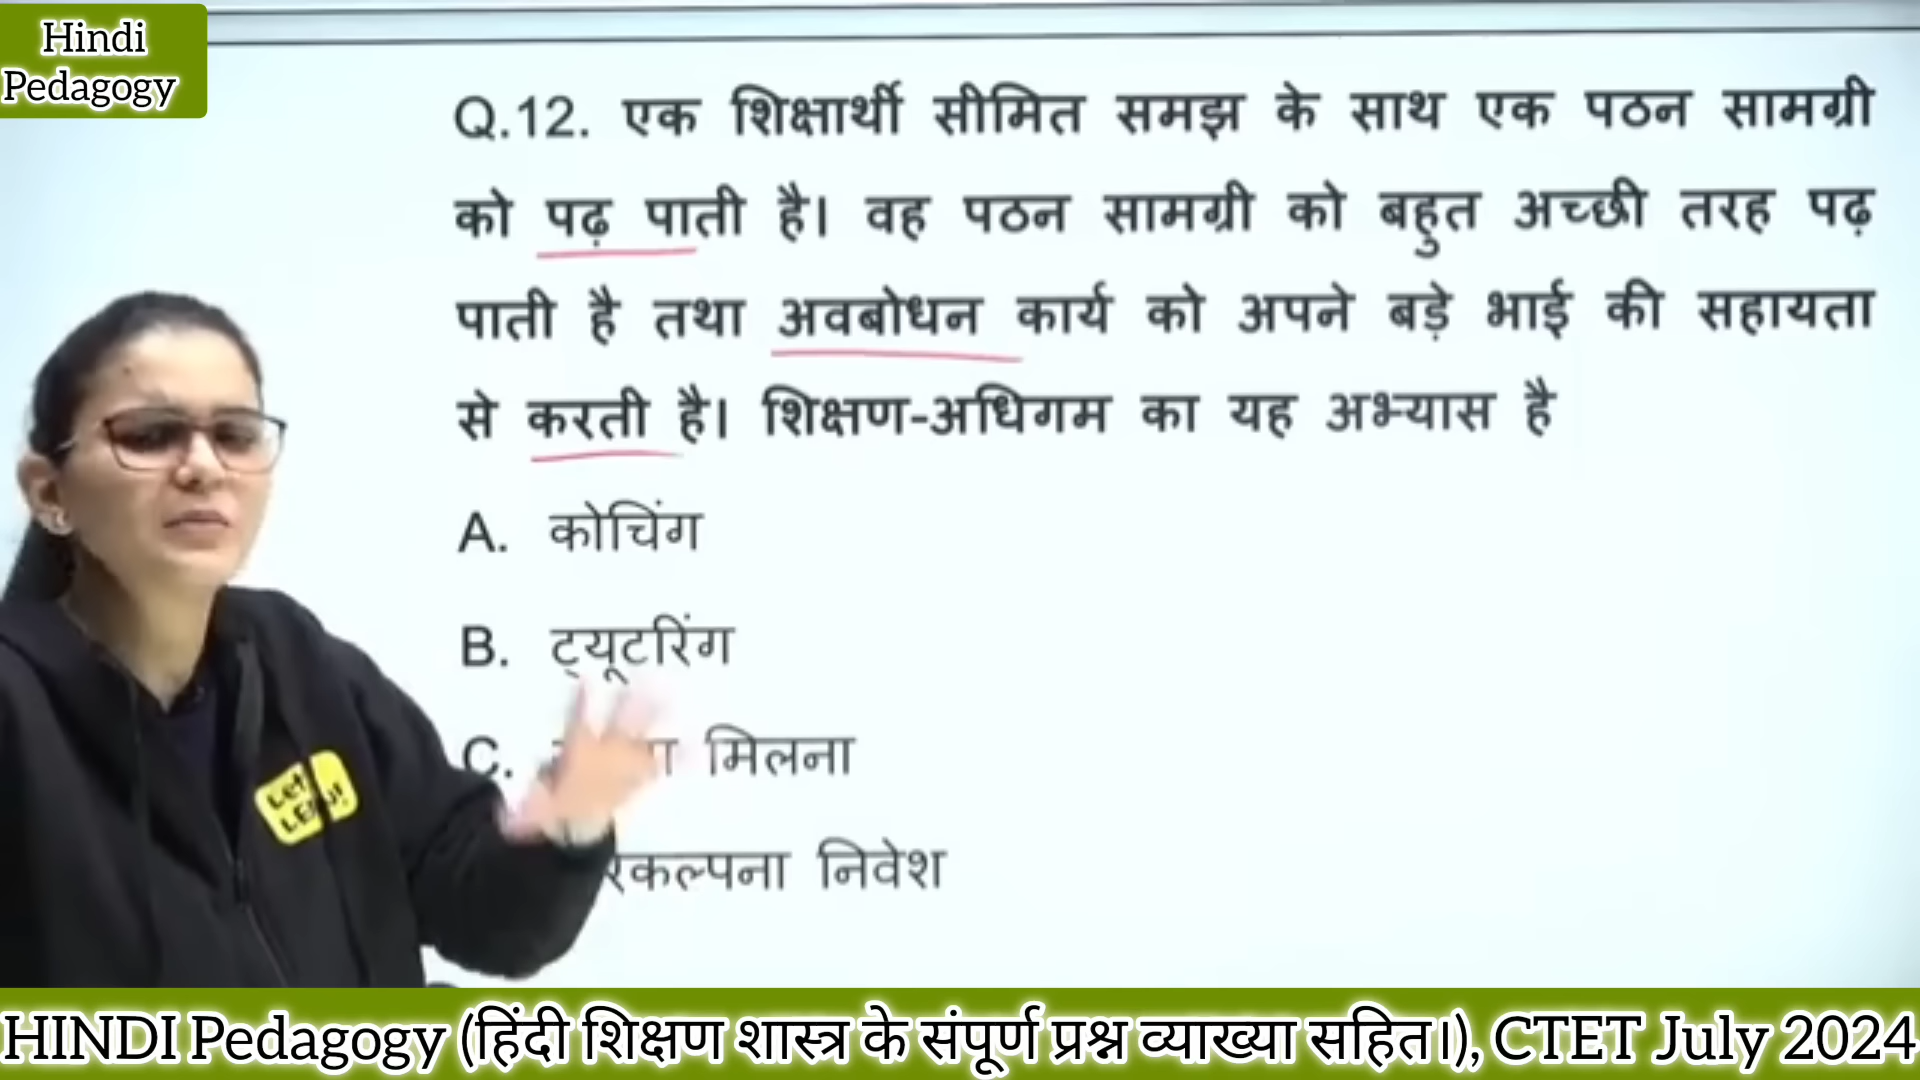 Hindi
Pedagogy
Q.12. एक शिक्षार्थी सीमित समझ के साथ एक पठन सामग्री
को पढ़ पाती है। वह पठन सामग्री को बहुत अच्छी तरह पढ़
पाती है तथा अवबोधन कार्य को अपने बड़े भाई की सहायता
से करती है। शिक्षण-अधिगम का यह अभ्यास है
A. कोचिंग
B. ट्यूटरिंग
C. मिलना
निवेश
HINDI Pedagogy (हिंदी शिक्षण शास्त्र के संपूर्ण प्रश्न व्याख्या सहित।), CTET July 2024